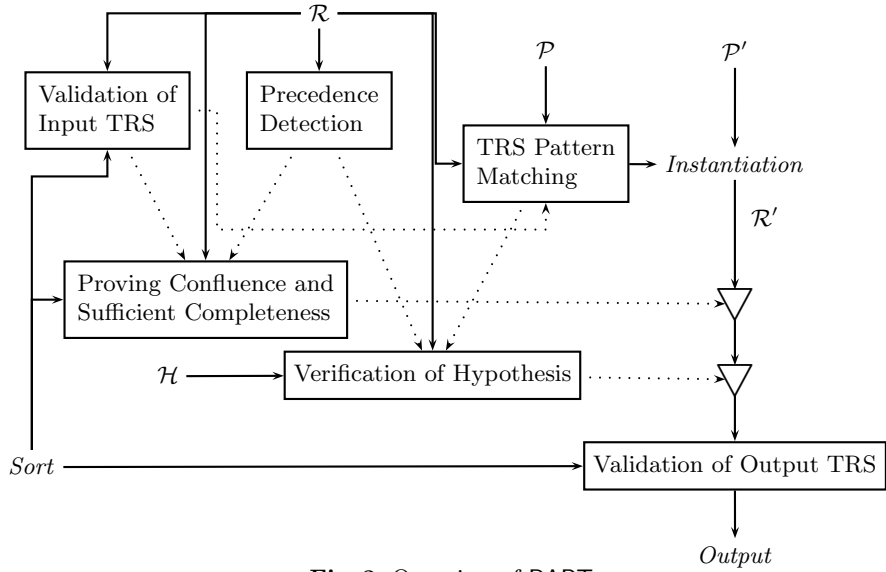 ℛ
𝒫
𝒫′
Validation of
Input TRS
Precedence
Detection
TRS Pattern
Matching
Instantiation
ℛ′
Proving Confluence and
Sufficient Completeness
ℋ
Verification of Hypothesis
Sort
Validation of Output TRS
Output